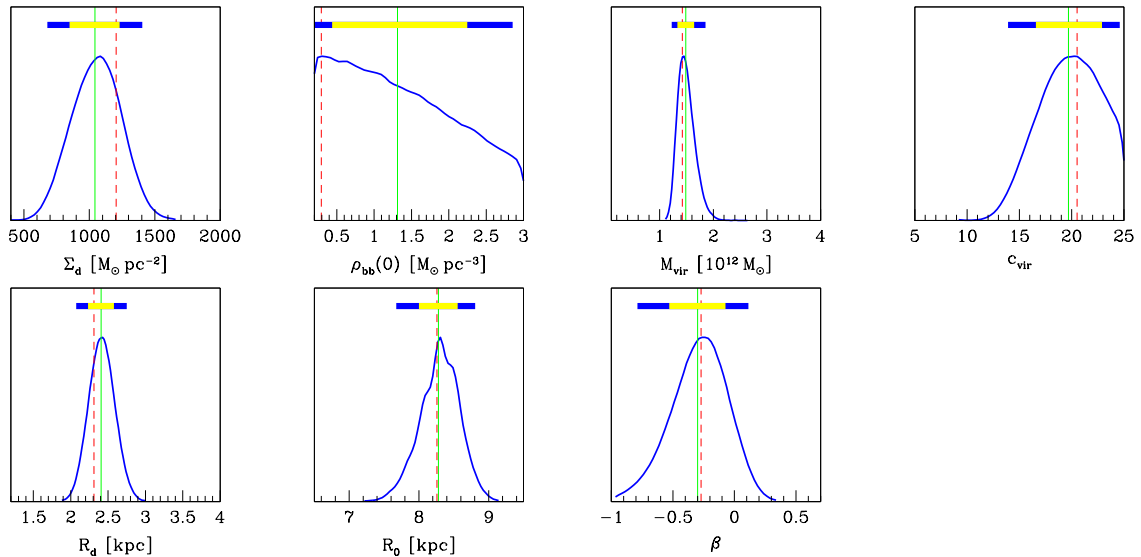 500 1000 1500 2000
Σd [M⊙ pc−2]
0.5 1 1.5 2 2.5 3
ρbb(0) [M⊙ pc−3]
1 2 3 4
Mvir [10¹² M⊙]
5 10 15 20 25
cvir
1.5 2 2.5 3 3.5 4
Rd [kpc]
7 8 9
R0 [kpc]
−1 −0.5 0 0.5
β